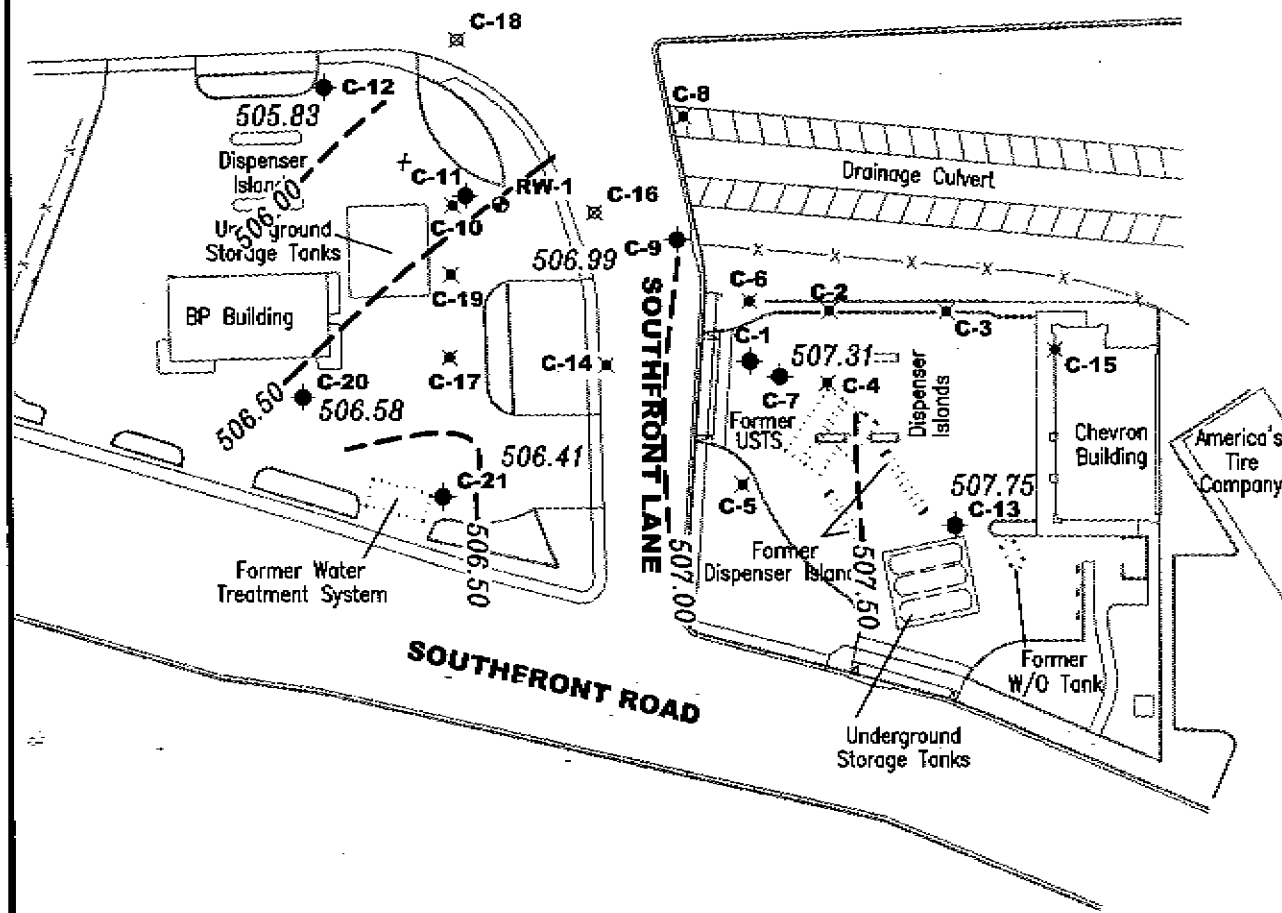 C-18
C-12
505.83
Dispenser
Island
506.00
C-11
RW-1
C-10
Underground
Storage Tanks
C-16
C-8
Drainage Culvert
C-9
506.99
C-19
BP Building
C-6
C-2
C-3
C-1
507.31
C-7
C-4
Dispenser
Islands
C-15
SOUTHFRONT LANE
C-17
C-14
C-20
506.58
506.50
Former
USTS
Chevron
Building
America's
Tire
Company
506.41
C-21
C-5
507.75
C-13
Former Water
Treatment System
506.50
507.00
Former
Dispenser Island
507.50
SOUTHFRONT ROAD
Former
W/O Tank
Underground
Storage Tanks